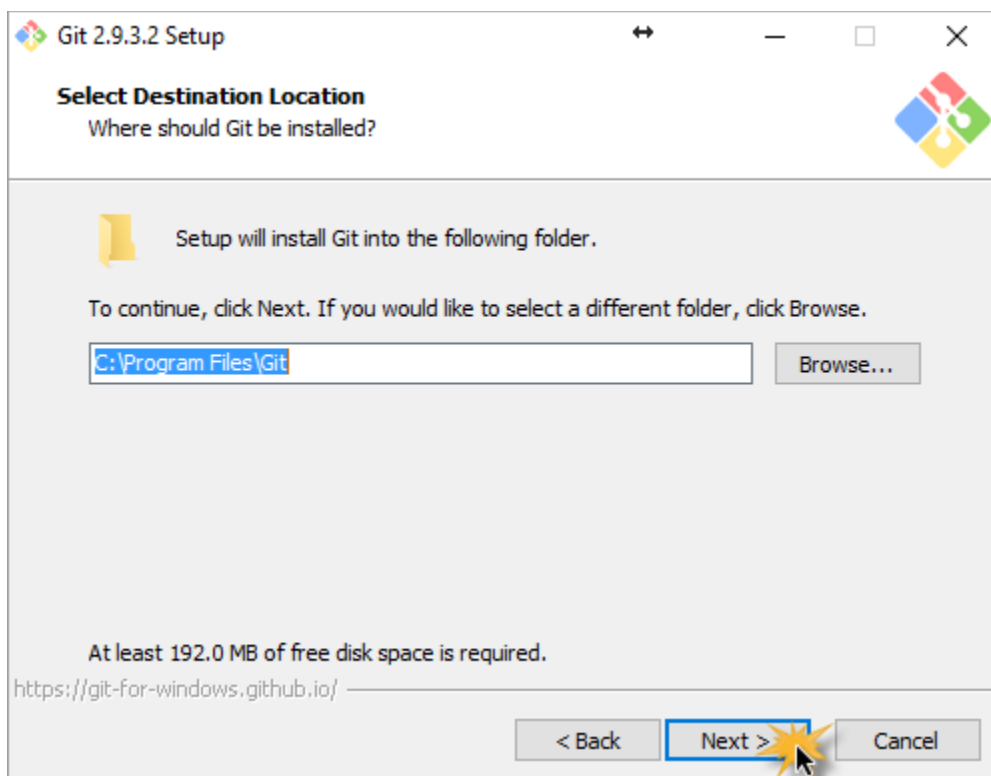 Git 2.9.3.2 Setup
Select Destination Location
Where should Git be installed?
Setup will install Git into the following folder.
To continue, click Next. If you would like to select a different folder, click Browse.
C:\Program Files\Git
Browse...
At least 192.0 MB of free disk space is required.
https://git-for-windows.github.io/
< Back
Next >
Cancel